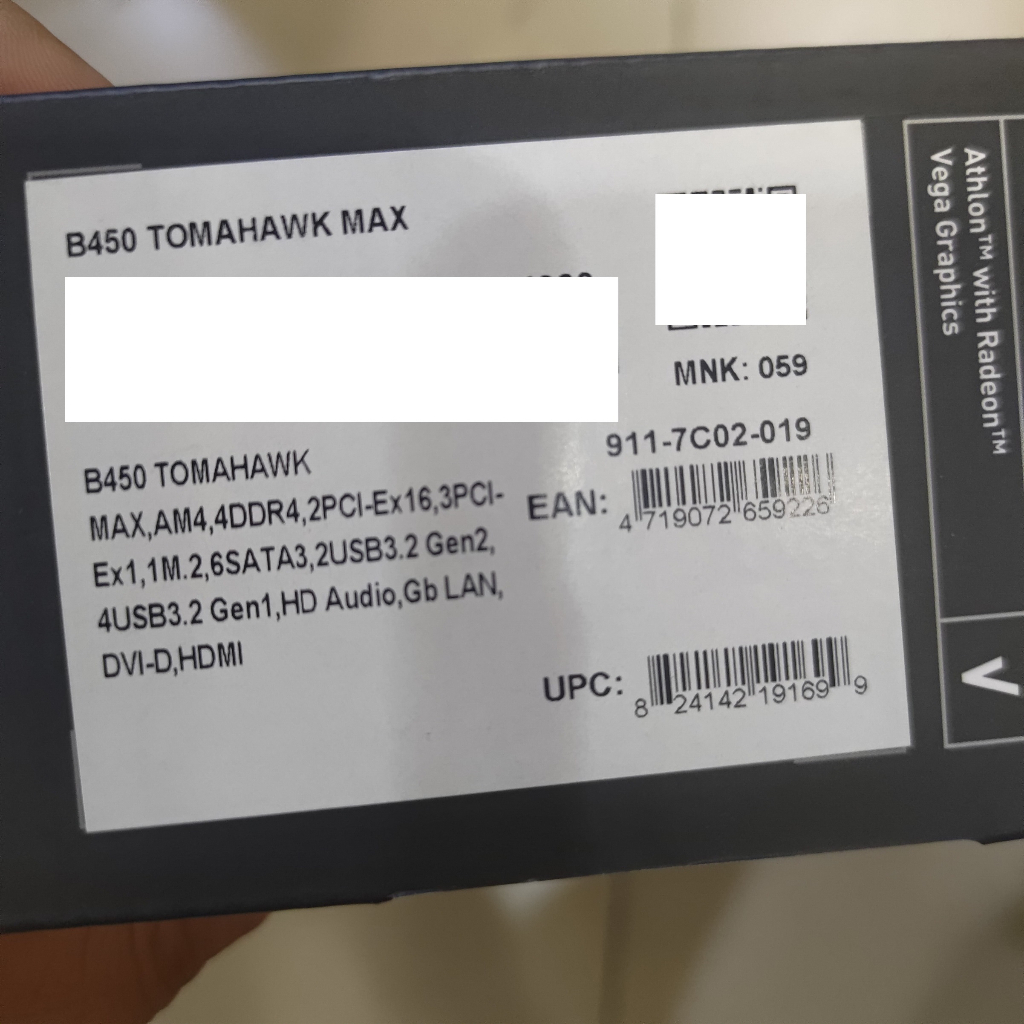 B450 TOMAHAWK MAX
MNK: 059
911-7C02-019
B450 TOMAHAWK
MAX,AM4,4DDR4,2PCI-Ex16,3PCI-
Ex1,1M.2,6SATA3,2USB3.2 Gen2,
4USB3.2 Gen1,HD Audio,Gb LAN,
DVI-D,HDMI
EAN: 4 719072 659226
UPC: 8 24142 19169 9
Athlon™ with Radeon™
Vega Graphics